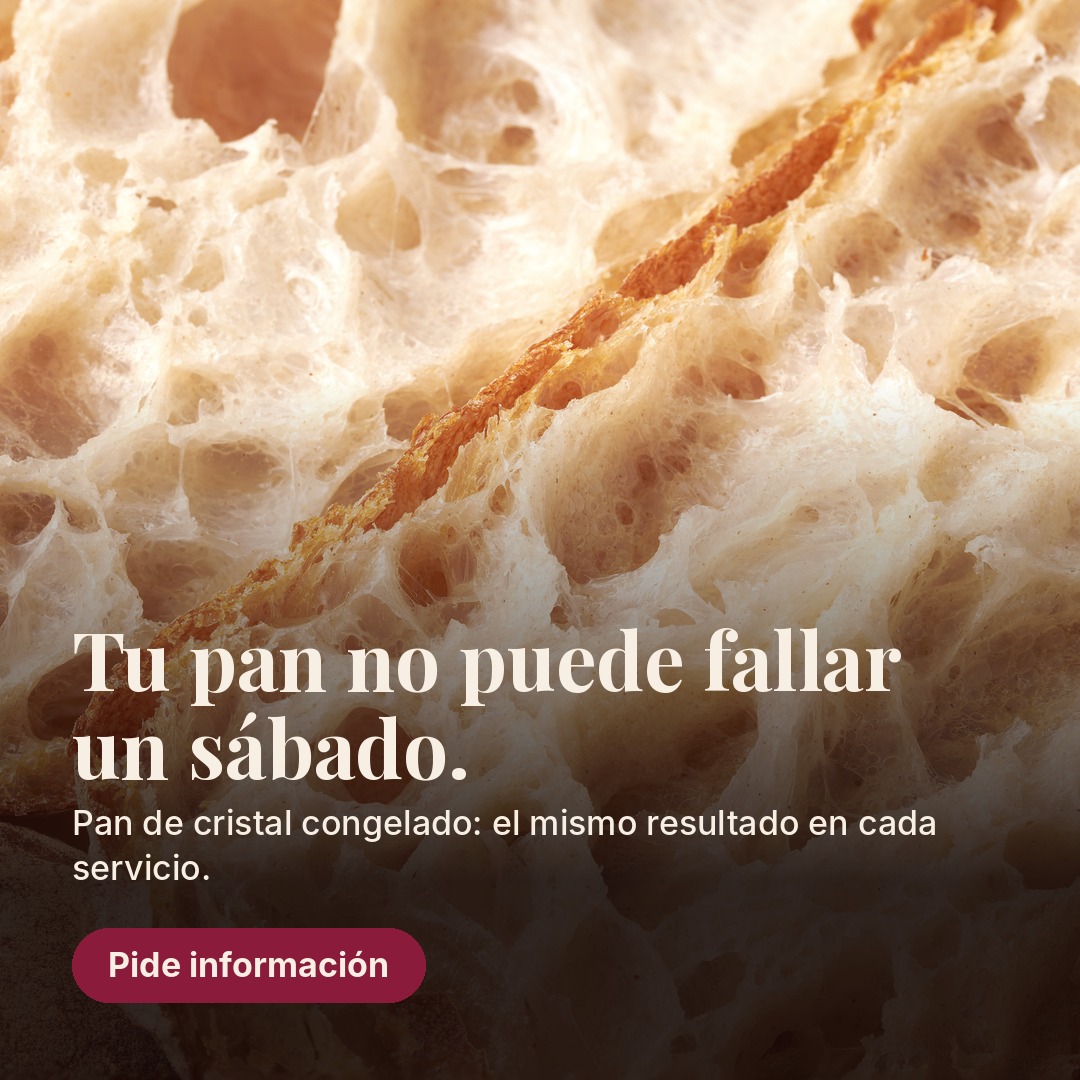 Tu pan no puede fallar
un sábado.
Pan de cristal congelado: el mismo resultado en cada
servicio.
Pide información